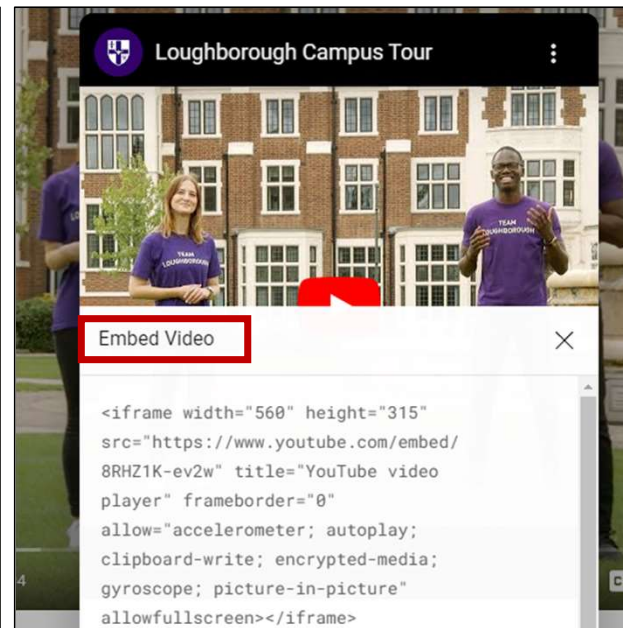 Loughborough Campus Tour
TEAM
LOUGHBOROUGH
TEAM
LOUGHBOROUGH
Embed Video
<iframe width="560" height="315"
src="https://www.youtube.com/embed/
8RHZ1K-ev2w" title="YouTube video
player" frameborder="0"
allow="accelerometer; autoplay;
clipboard-write; encrypted-media;
gyroscope; picture-in-picture"
allowfullscreen></iframe>
4